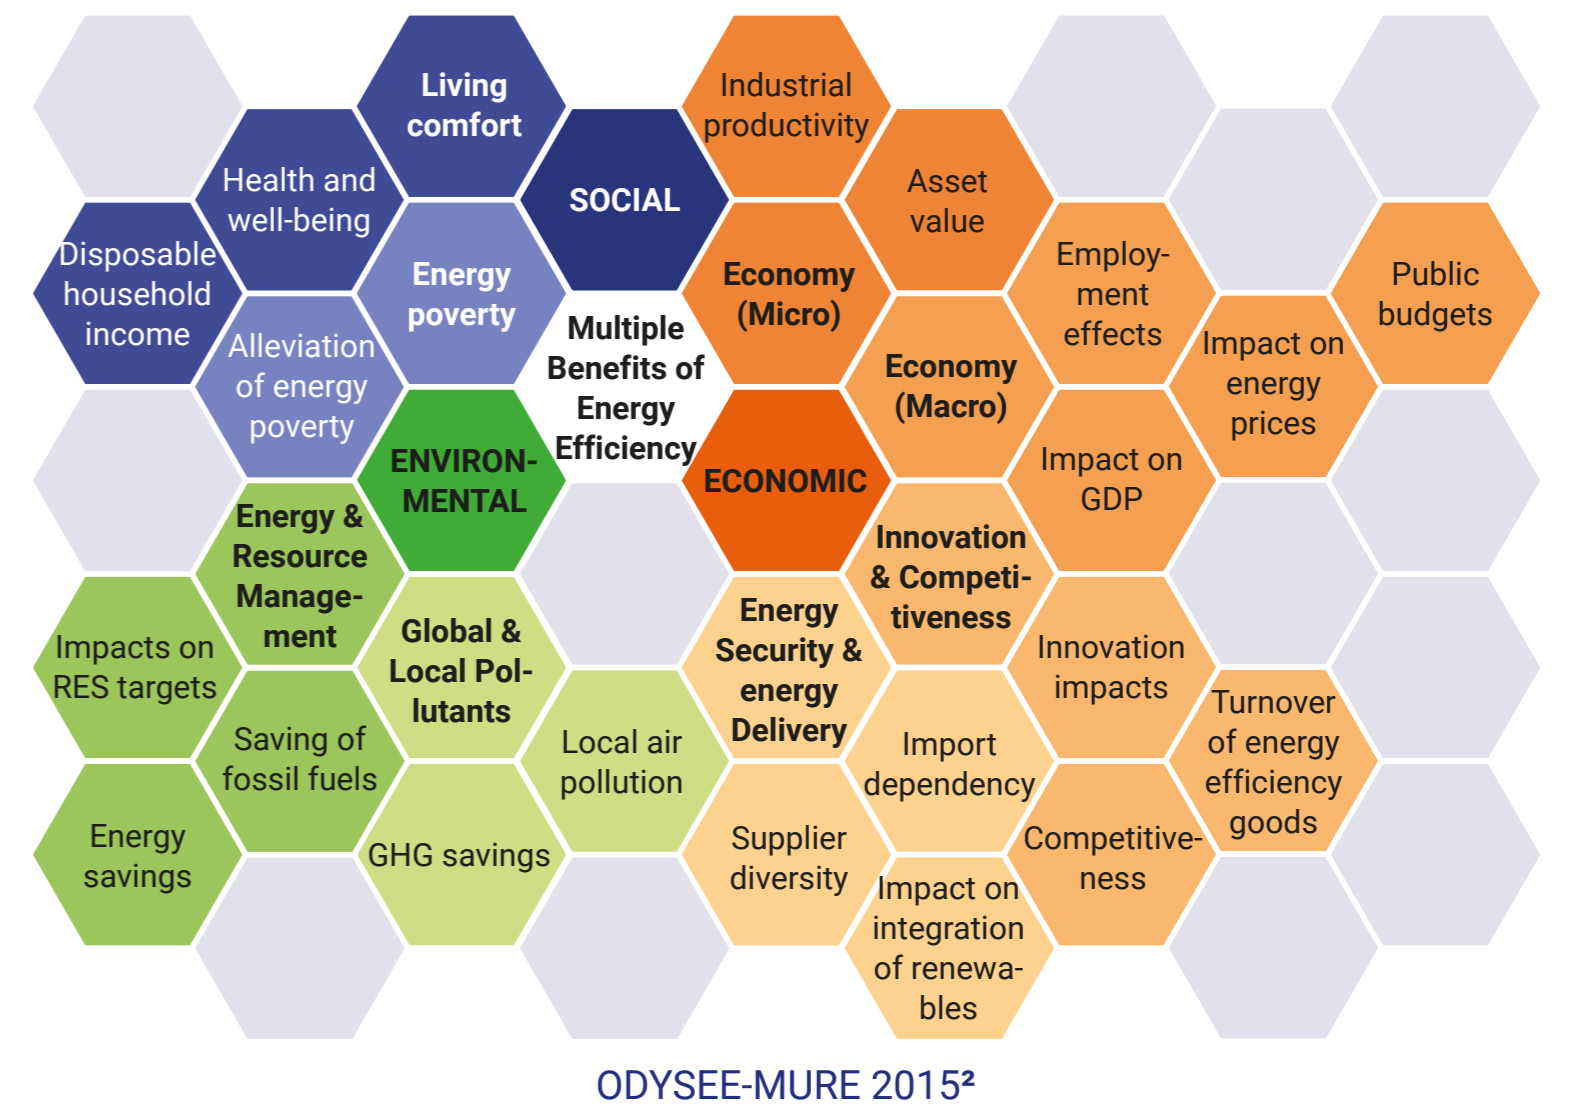 Living
comfort
Industrial
productivity
Health and
well-being
SOCIAL
Asset
value
Disposable
household
income
Energy
poverty
Economy
(Micro)
Employ-
ment
effects
Public
budgets
Alleviation
of energy
poverty
Multiple
Benefits of
Energy
Efficiency
Economy
(Macro)
Impact on
energy
prices
ENVIRON-
MENTAL
ECONOMIC
Impact on
GDP
Energy &
Resource
Manage-
ment
Innovation
& Competi-
tiveness
Impacts on
RES targets
Global &
Local Pol-
lutants
Energy
Security &
energy
Delivery
Innovation
impacts
Saving of
fossil fuels
Local air
pollution
Import
dependency
Turnover
of energy
efficiency
goods
Energy
savings
GHG savings
Supplier
diversity
Competitive-
ness
Impact on
integration
of renewa-
bles
ODYSEE-MURE 2015²